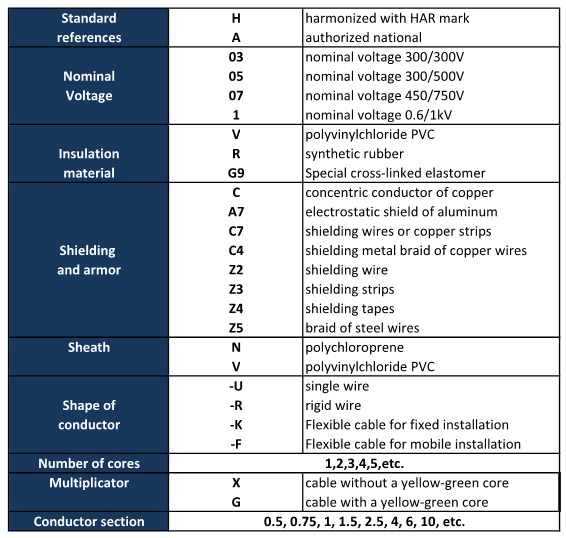 Standard references
H harmonized with HAR mark
A authorized national
Nominal Voltage
03 nominal voltage 300/300V
05 nominal voltage 300/500V
07 nominal voltage 450/750V
1 nominal voltage 0.6/1kV
Insulation material
V polyvinylchloride PVC
R synthetic rubber
G9 Special cross-linked elastomer
Shielding and armor
C concentric conductor of copper
A7 electrostatic shield of aluminum
C7 shielding wires or copper strips
C4 shielding metal braid of copper wires
Z2 shielding wire
Z3 shielding strips
Z4 shielding tapes
Z5 braid of steel wires
Sheath
N polychloroprene
V polyvinylchloride PVC
Shape of conductor
-U single wire
-R rigid wire
-K Flexible cable for fixed installation
-F Flexible cable for mobile installation
Number of cores 1,2,3,4,5,etc.
Multiplicator
X cable without a yellow-green core
G cable with a yellow-green core
Conductor section 0.5, 0.75, 1, 1.5, 2.5, 4, 6, 10, etc.